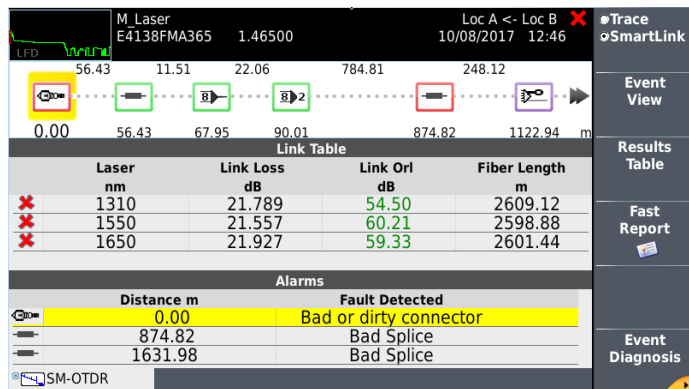 M_Laser Loc A <- Loc B
E4138FMA365 1.46500 10/08/2017 12:46
LFD
Trace
SmartLink
56.43 11.51 22.06 784.81 248.12
8 8 2
0.00 56.43 67.95 90.01 874.82 1122.94 m
Link Table
Laser Link Loss Link Orl Fiber Length
nm dB dB m
1310 21.789 54.50 2609.12
1550 21.557 60.21 2598.88
1650 21.927 59.33 2601.44
Alarms
Distance m Fault Detected
0.00 Bad or dirty connector
874.82 Bad Splice
1631.98 Bad Splice
SM-OTDR
Event
View
Results
Table
Fast
Report
Event
Diagnosis